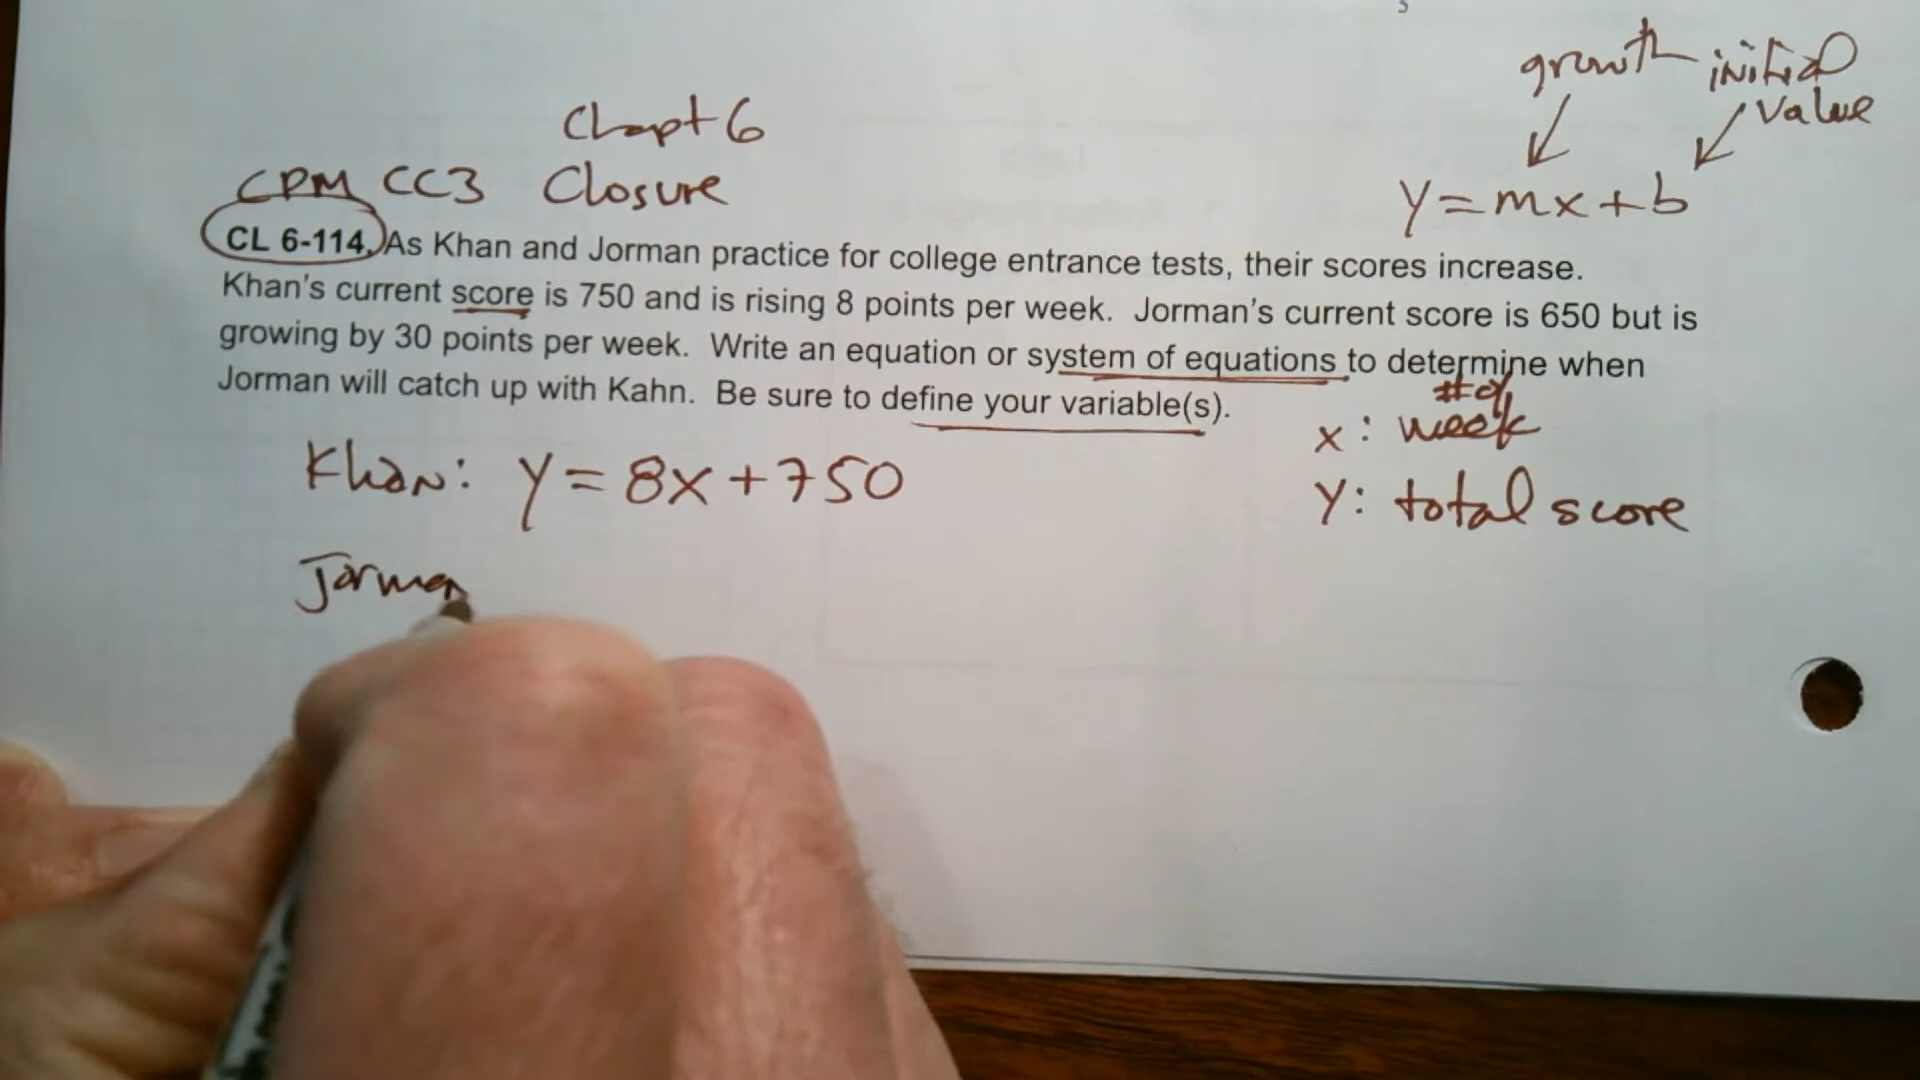 growth initial
value
y=mx+b
Chapt 6
CPM CC3 Closure
CL 6-114. As Khan and Jorman practice for college entrance tests, their scores increase.
Khan's current score is 750 and is rising 8 points per week. Jorman's current score is 650 but is
growing by 30 points per week. Write an equation or system of equations to determine when
Jorman will catch up with Kahn. Be sure to define your variable(s).
# of
x: week
y: total score
Khan: y=8x+750
Jorman